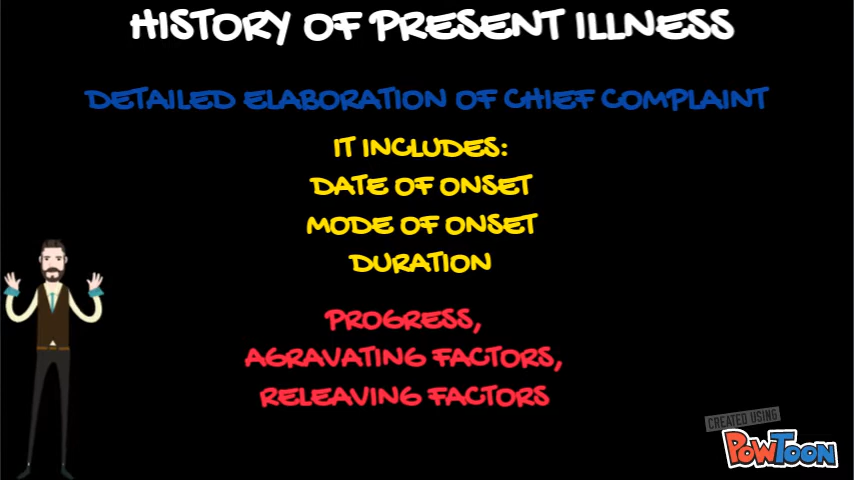 HISTORY OF PRESENT ILLNESS
DETAILED ELABORATION OF CHIEF COMPLAINT
IT INCLUDES:
DATE OF ONSET
MODE OF ONSET
DURATION
PROGRESS,
AGRAVATING FACTORS,
RELEAVING FACTORS
CREATED USING
POWTOON